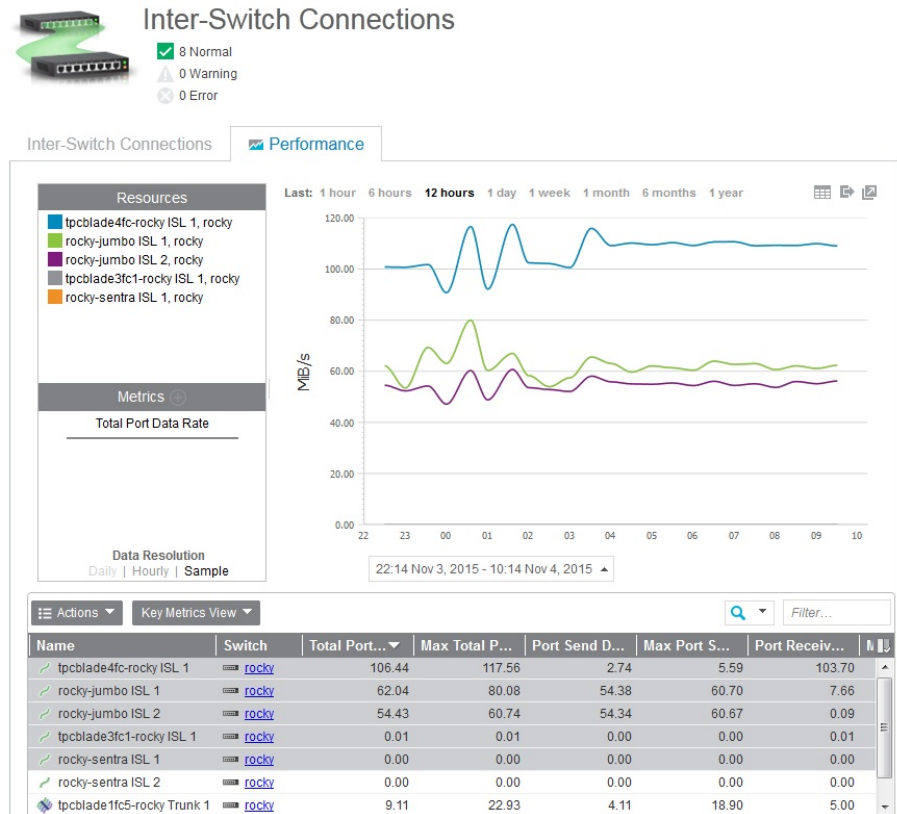 Inter-Switch Connections
8 Normal
0 Warning
0 Error
Inter-Switch Connections Performance
Resources
tpcblade4fc-rocky ISL 1, rocky
rocky-jumbo ISL 1, rocky
rocky-jumbo ISL 2, rocky
tpcblade3fc1-rocky ISL 1, rocky
rocky-sentra ISL 1, rocky
Metrics
Total Port Data Rate
Data Resolution
Daily | Hourly | Sample
Last: 1 hour 6 hours 12 hours 1 day 1 week 1 month 6 months 1 year
120.00
100.00
80.00
60.00
40.00
20.00
0.00
MiB/s
22 23 00 01 02 03 04 05 06 07 08 09 10
22:14 Nov 3, 2015 - 10:14 Nov 4, 2015
Actions Key Metrics View Filter...
Name Switch Total Port... Max Total P... Port Send D... Max Port S... Port Receiv...
tpcblade4fc-rocky ISL 1 rocky 106.44 117.56 2.74 5.59 103.70
rocky-jumbo ISL 1 rocky 62.04 80.08 54.38 60.70 7.66
rocky-jumbo ISL 2 rocky 54.43 60.74 54.34 60.67 0.09
tpcblade3fc1-rocky ISL 1 rocky 0.01 0.01 0.00 0.00 0.01
rocky-sentra ISL 1 rocky 0.00 0.00 0.00 0.00 0.00
rocky-sentra ISL 2 rocky 0.00 0.00 0.00 0.00 0.00
tpcblade1fc5-rocky Trunk 1 rocky 9.11 22.93 4.11 18.90 5.00